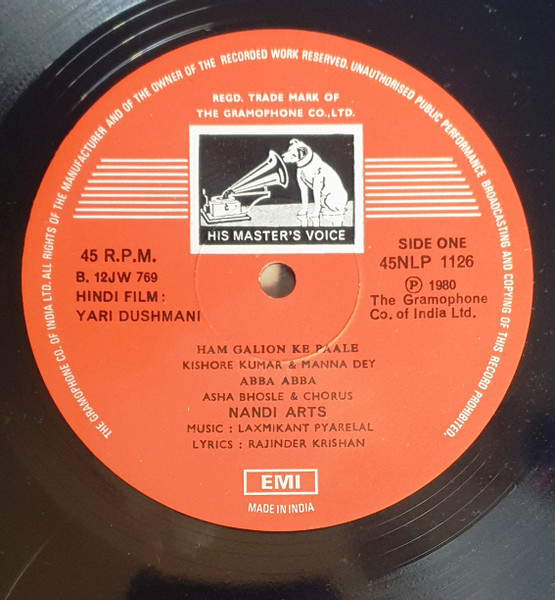 THE GRAMOPHONE CO. OF INDIA LTD. ALL RIGHTS OF THE MANUFACTURER AND OF THE OWNER OF THE RECORDED WORK RESERVED. UNAUTHORISED PUBLIC PERFORMANCE BROADCASTING AND COPYING OF THIS RECORD PROHIBITED.
REGD. TRADE MARK OF
THE GRAMOPHONE CO., LTD.
HIS MASTER'S VOICE
45 R.P.M.
B. 12JW 769
HINDI FILM :
YARI DUSHMANI
SIDE ONE
45NLP 1126
Ⓟ 1980
The Gramophone
Co. of India Ltd.
HAM GALION KE PAALE
KISHORE KUMAR & MANNA DEY
ABBA ABBA
ASHA BHOSLE & CHORUS
NANDI ARTS
MUSIC : LAXMIKANT PYARELAL
LYRICS : RAJINDER KRISHAN
EMI
MADE IN INDIA